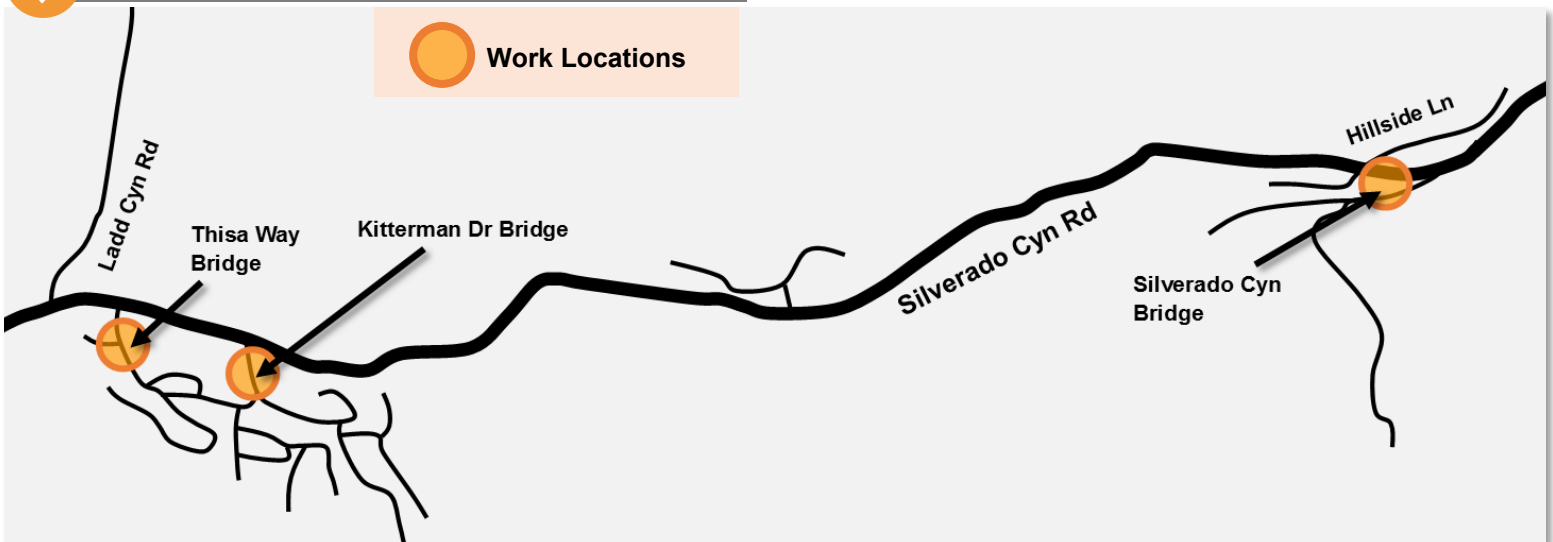 Work Locations
Hillside Ln
Ladd Cyn Rd
Thisa Way
Bridge
Kitterman Dr Bridge
Silverado Cyn Rd
Silverado Cyn
Bridge